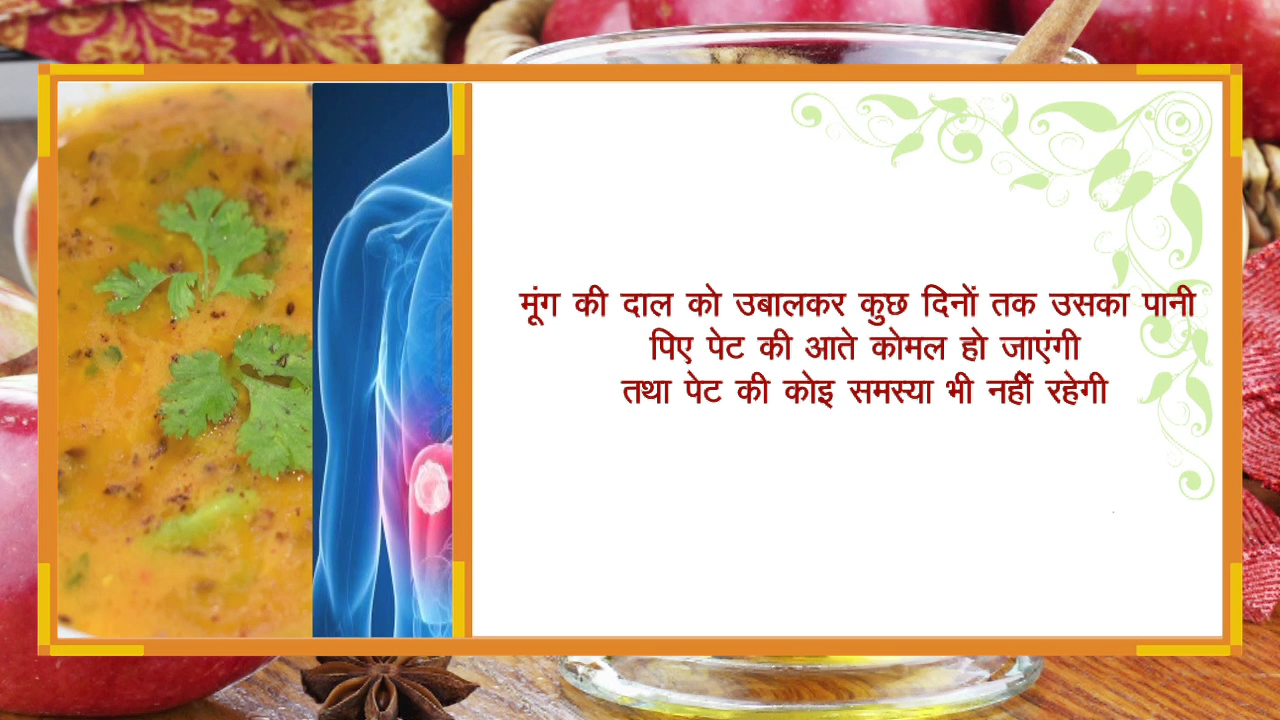 मूंग की दाल को उबालकर कुछ दिनों तक उसका पानी
पिए पेट की आते कोमल हो जाएंगी
तथा पेट की कोइ समस्या भी नहीं रहेगी